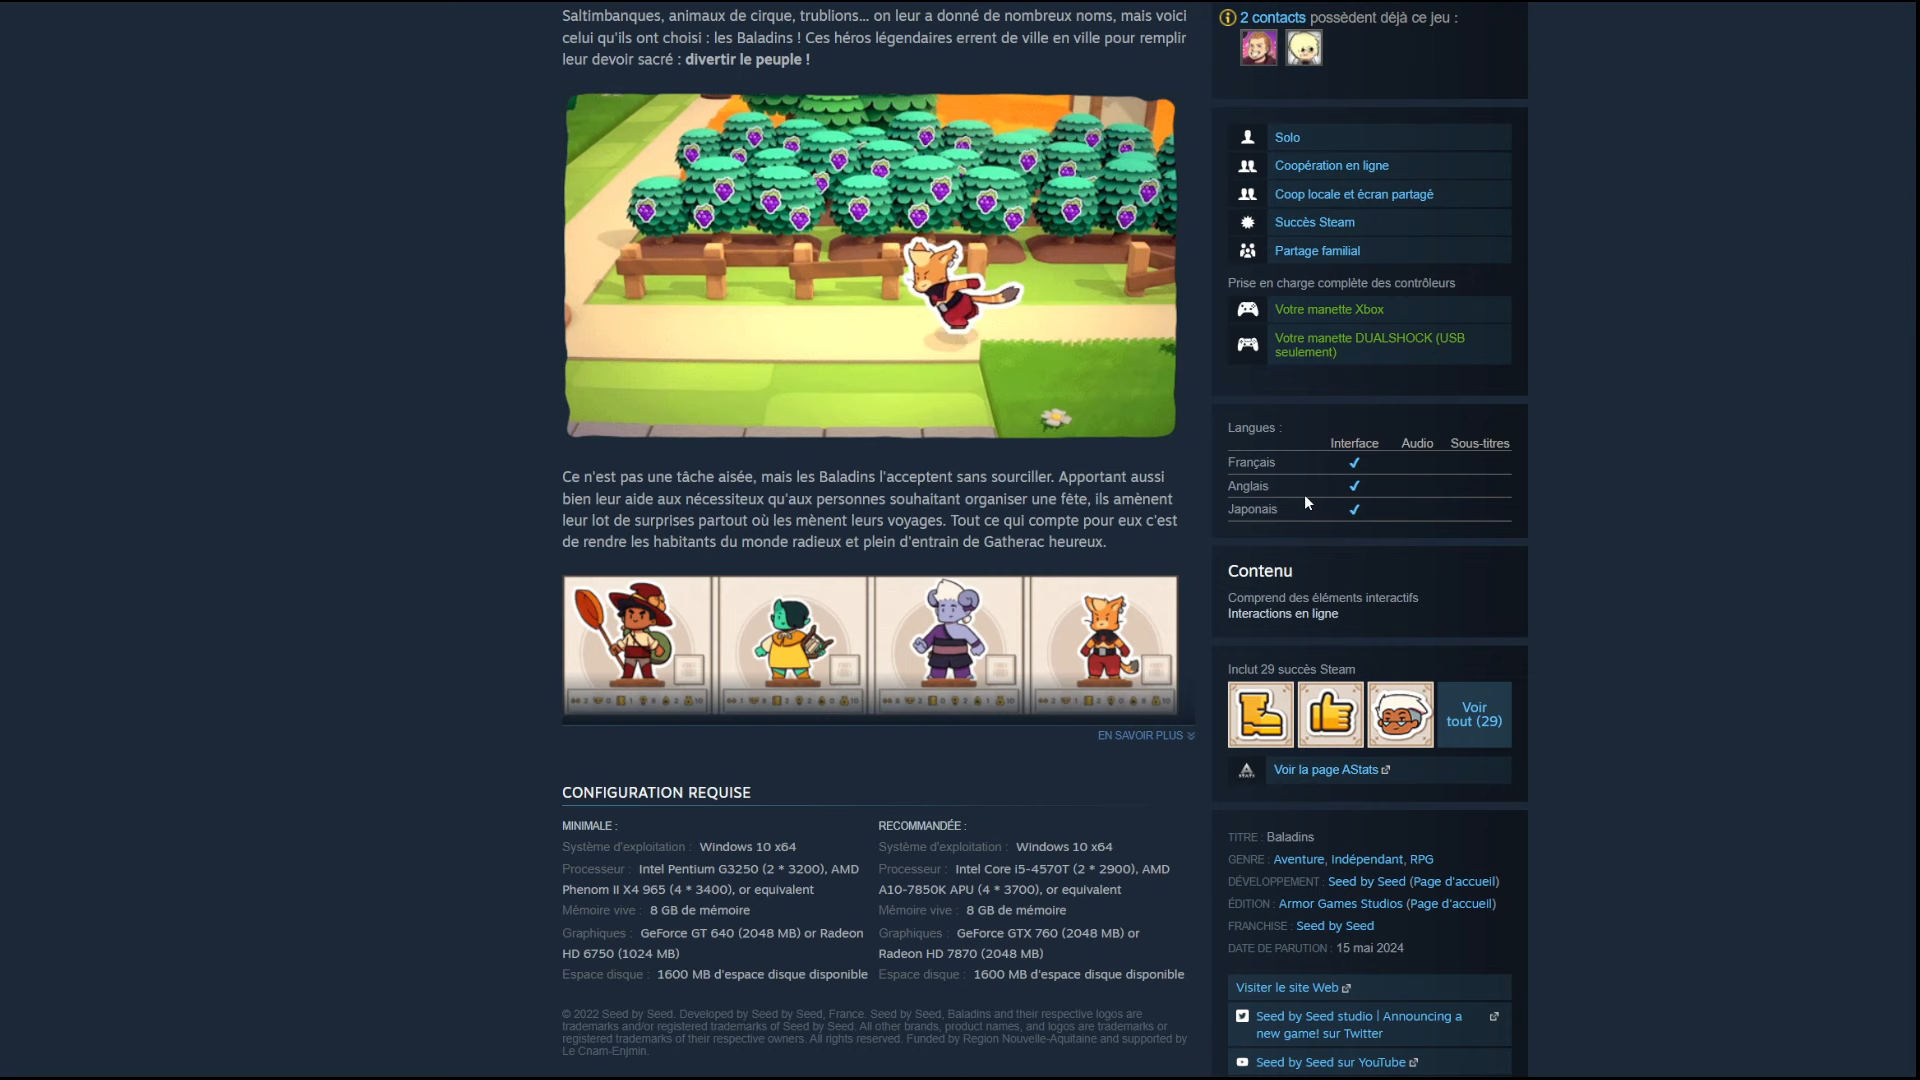 Saltimbanques, animaux de cirque, trublions... on leur a donné de nombreux noms, mais voici
celui qu'ils ont choisi : les Baladins ! Ces héros légendaires errent de ville en ville pour remplir
leur devoir sacré : divertir le peuple !
Ce n'est pas une tâche aisée, mais les Baladins l'acceptent sans sourciller. Apportant aussi
bien leur aide aux nécessiteux qu'aux personnes souhaitant organiser une fête, ils amènent
leur lot de surprises partout où les mènent leurs voyages. Tout ce qui compte pour eux c'est
de rendre les habitants du monde radieux et plein d'entrain de Gatherac heureux.
EN SAVOIR PLUS
CONFIGURATION REQUISE
MINIMALE :
Système d'exploitation : Windows 10 x64
Processeur : Intel Pentium G3250 (2 * 3200), AMD
Phenom II X4 965 (4 * 3400), or equivalent
Mémoire vive : 8 GB de mémoire
Graphiques : GeForce GT 640 (2048 MB) or Radeon
HD 6750 (1024 MB)
Espace disque : 1600 MB d'espace disque disponible
RECOMMANDÉE :
Système d'exploitation : Windows 10 x64
Processeur : Intel Core i5-4570T (2 * 2900), AMD
A10-7850K APU (4 * 3700), or equivalent
Mémoire vive : 8 GB de mémoire
Graphiques : GeForce GTX 760 (2048 MB) or
Radeon HD 7870 (2048 MB)
Espace disque : 1600 MB d'espace disque disponible
© 2022 Seed by Seed. Developed by Seed by Seed, France. Seed by Seed, Baladins and their respective logos are
trademarks and/or registered trademarks of Seed by Seed. All other brands, product names, and logos are trademarks or
registered trademarks of their respective owners. All rights reserved. Funded by Region Nouvelle-Aquitaine and supported by
Le Cnam-Enjmin.
2 contacts possèdent déjà ce jeu :
Solo
Coopération en ligne
Coop locale et écran partagé
Succès Steam
Partage familial
Prise en charge complète des contrôleurs
Votre manette Xbox
Votre manette DUALSHOCK (USB
seulement)
Langues :
Interface Audio Sous-titres
Français ✔
Anglais ✔
Japonais ✔
Contenu
Comprend des éléments interactifs
Interactions en ligne
Inclut 29 succès Steam
Voir
tout (29)
Voir la page AStats
TITRE : Baladins
GENRE : Aventure, Indépendant, RPG
DÉVELOPPEMENT : Seed by Seed (Page d'accueil)
ÉDITION : Armor Games Studios (Page d'accueil)
FRANCHISE : Seed by Seed
DATE DE PARUTION : 15 mai 2024
Visiter le site Web
Seed by Seed studio | Announcing a
new game! sur Twitter
Seed by Seed sur YouTube